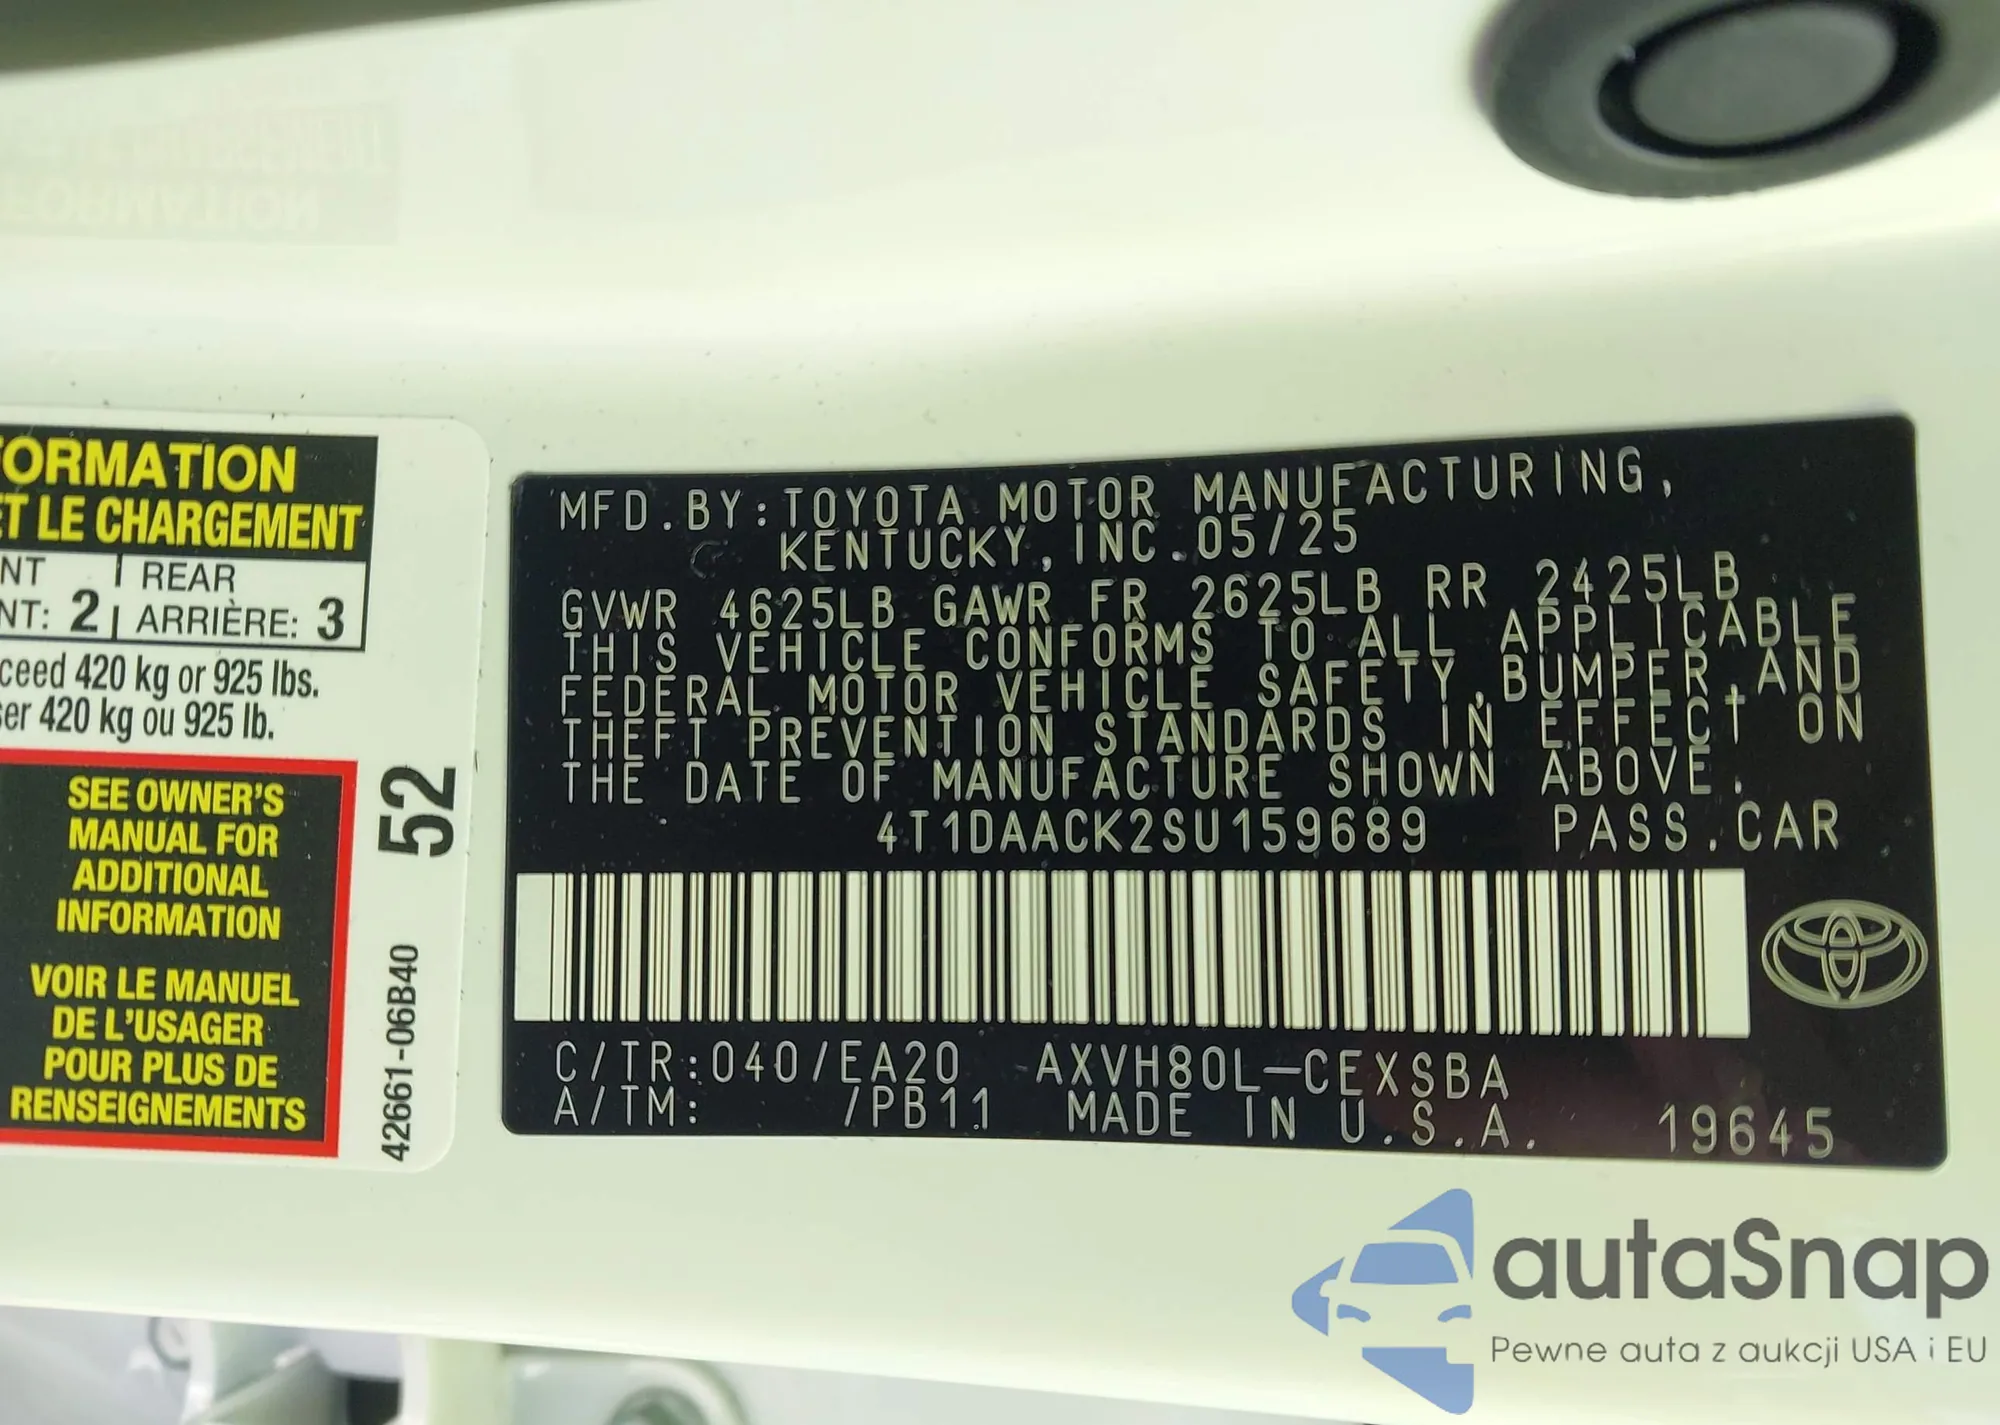 FORMATION
ET LE CHARGEMENT
NT | REAR
NT: 2 | ARRIÈRE: 3
ceed 420 kg or 925 lbs.
ser 420 kg ou 925 lb.
SEE OWNER'S
MANUAL FOR
ADDITIONAL
INFORMATION
VOIR LE MANUEL
DE L'USAGER
POUR PLUS DE
RENSEIGNEMENTS
52
42661-06B40
MFD.BY:TOYOTA MOTOR MANUFACTURING,
KENTUCKY,INC.05/25
GVWR 4625LB GAWR FR 2625LB RR 2425LB
THIS VEHICLE CONFORMS TO ALL APPLICABLE
FEDERAL MOTOR VEHICLE SAFETY,BUMPER,AND
THEFT PREVENTION STANDARDS IN EFFECT ON
THE DATE OF MANUFACTURE SHOWN ABOVE.
4T1DAACK2SU159689 PASS.CAR
C/TR:040/EA20 AXVH80L-CEXSBA
A/TM: /PB11 MADE IN U.S.A. 19645
autaSnap
Pewne auta z aukcji USA i EU